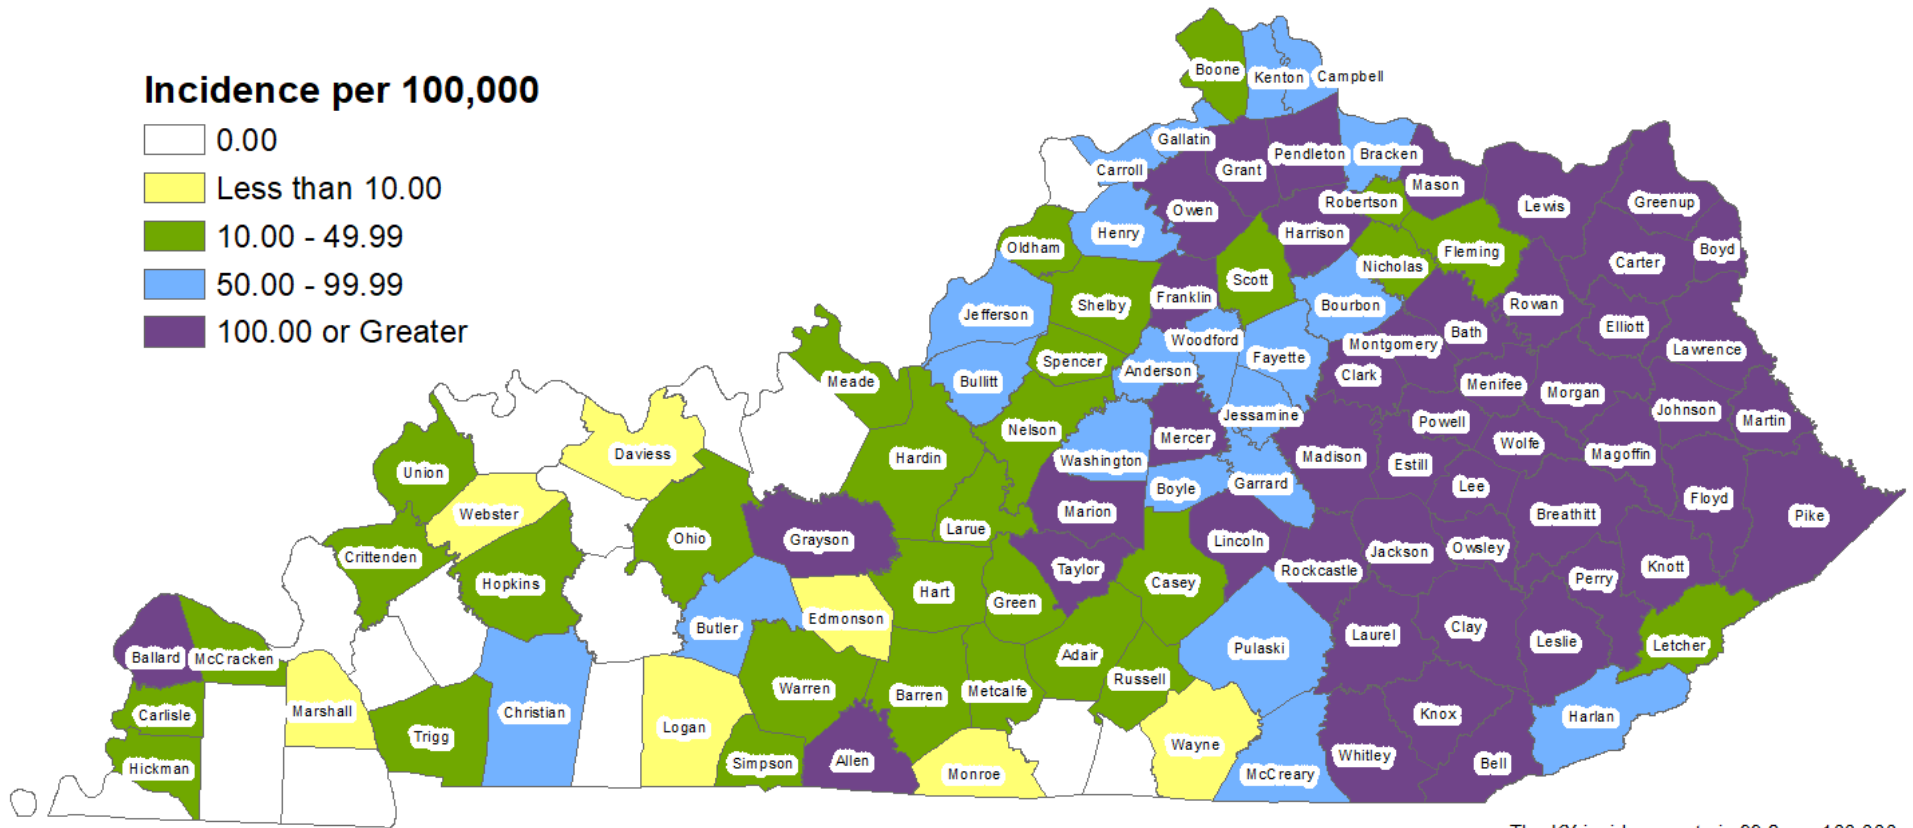 Incidence per 100,000
0.00
Less than 10.00
10.00 - 49.99
50.00 - 99.99
100.00 or Greater
Boone
Kenton
Campbell
Gallatin
Carroll
Grant
Pendleton
Bracken
Mason
Robertson
Lewis
Greenup
Owen
Henry
Oldham
Harrison
Nicholas
Fleming
Carter
Boyd
Scott
Shelby
Franklin
Jefferson
Bourbon
Rowan
Elliott
Bath
Montgomery
Woodford
Fayette
Lawrence
Spencer
Anderson
Bullitt
Meade
Clark
Menifee
Morgan
Johnson
Martin
Jessamine
Powell
Nelson
Mercer
Wolfe
Magoffin
Daviess
Hardin
Washington
Madison
Estill
Union
Boyle
Garrard
Lee
Floyd
Webster
Marion
Breathitt
Pike
Ohio
Grayson
Larue
Lincoln
Jackson
Owsley
Crittenden
Hopkins
Taylor
Rockcastle
Casey
Perry
Knott
Hart
Green
Edmonson
Butler
Laurel
Clay
Leslie
Letcher
Ballard
McCracken
Adair
Pulaski
Russell
Warren
Barren
Metcalfe
Carlisle
Marshall
Christian
Trigg
Logan
Knox
Harlan
Wayne
Hickman
Simpson
Allen
Monroe
McCreary
Whitley
Bell